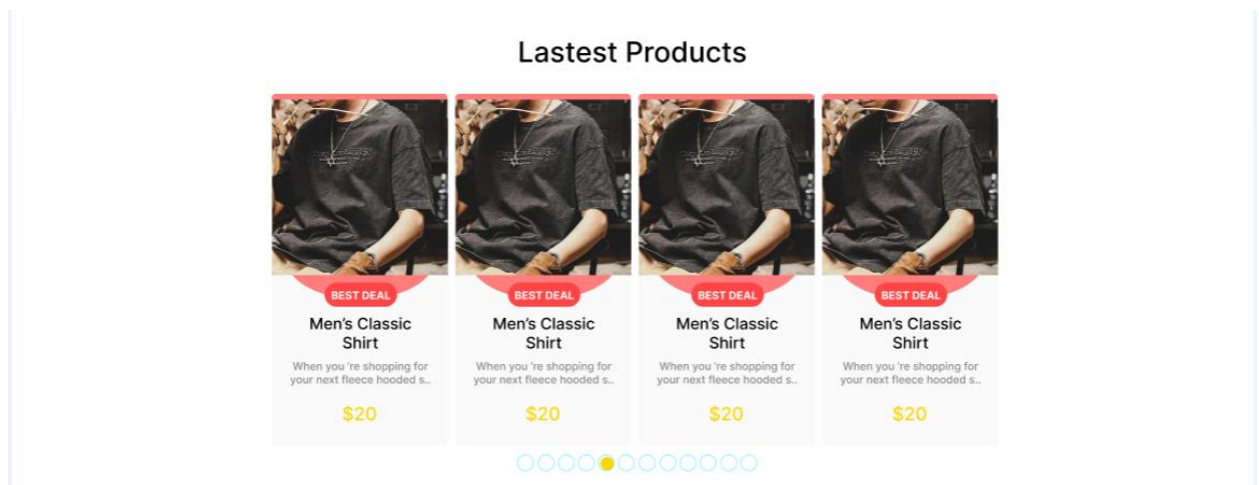 Lastest Products
BEST DEAL
Men's Classic
Shirt
When you 're shopping for
your next fleece hooded s..
$20
BEST DEAL
Men's Classic
Shirt
When you 're shopping for
your next fleece hooded s..
$20
BEST DEAL
Men's Classic
Shirt
When you 're shopping for
your next fleece hooded s..
$20
BEST DEAL
Men's Classic
Shirt
When you 're shopping for
your next fleece hooded s..
$20